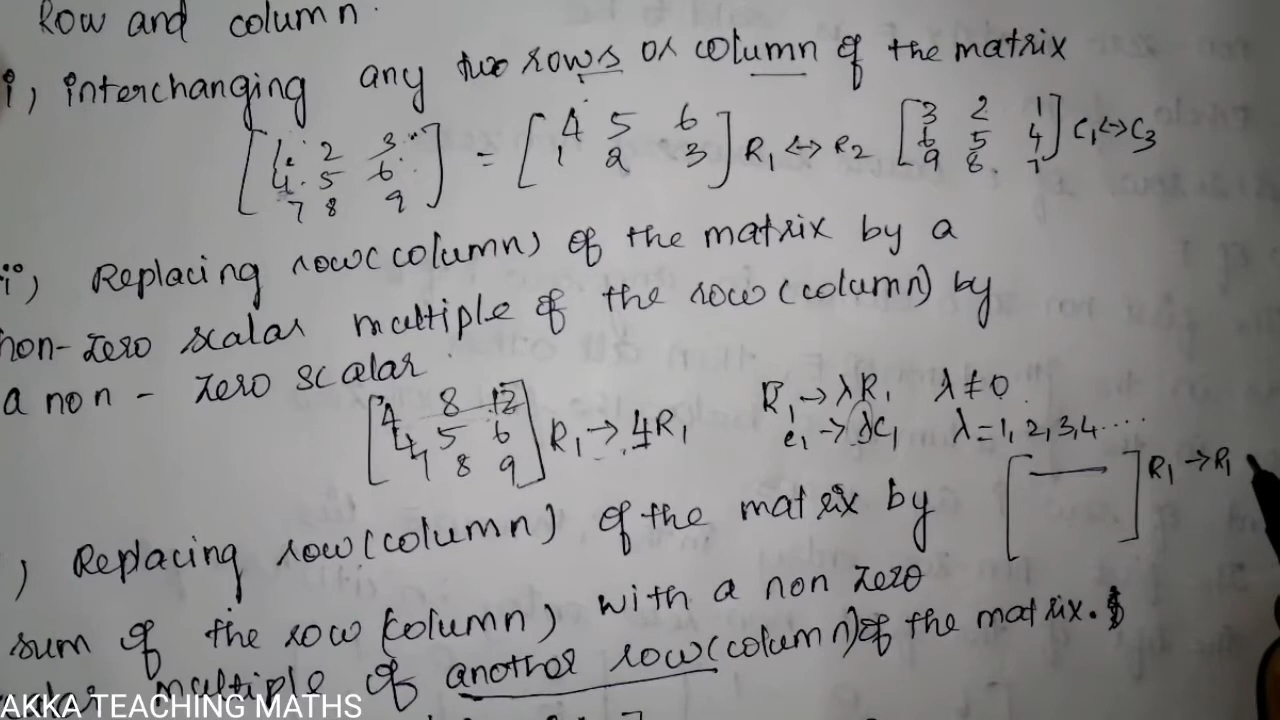 Row and column.
i, interchanging any two rows or column of the matrix
[1 2 3 4 5 6 7 8 9] = [4 5 6 1 2 3] R1 ↔ R2 [3 2 1 6 5 4 9 8 7] C1↔C3
ii, Replacing row(column) of the matrix by a
non-zero scalar multiple of the row (column) by
a non - zero scalar.
[4 8 12 4 5 6 7 8 9] R1 → 4R1
R1 → λR1 λ ≠ 0
C1 → λC1 λ = 1, 2, 3, 4 ....
) Replacing row(column) of the matrix by
[ ] R1 → R1
sum of the row (column) with a non zero
multiple of another row(column) of the matrix.
AKKA TEACHING MATHS